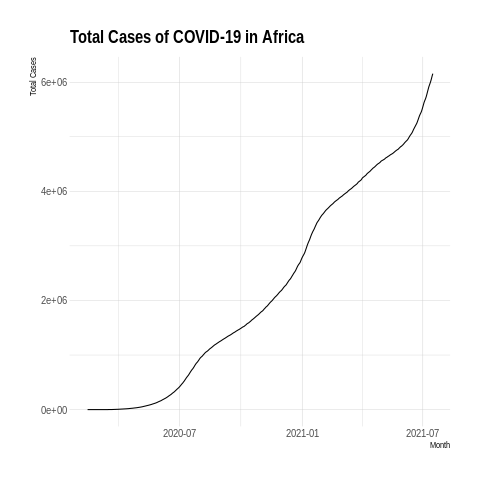 Total Cases of COVID-19 in Africa
Total Cases
6e+06
4e+06
2e+06
0e+00
2020-07 2021-01 2021-07
Month